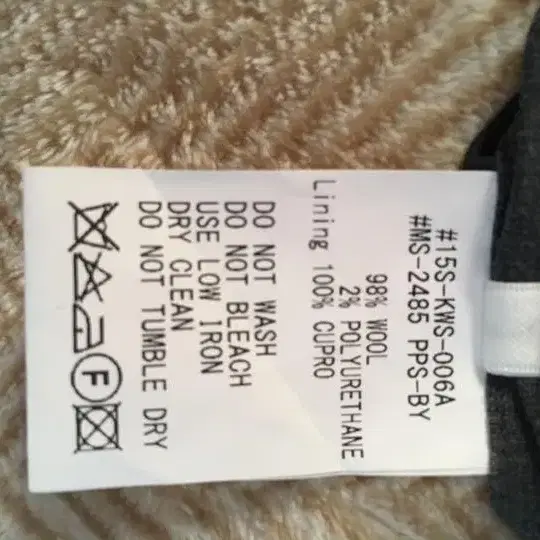 #15S-KWS-006A
#MS-2485 PPS-BY
98% WOOL
2% POLYURETHANE
Lining 100% CUPRO
DO NOT WASH
DO NOT BLEACH
USE LOW IRON
DRY CLEAN
DO NOT TUMBLE DRY
F